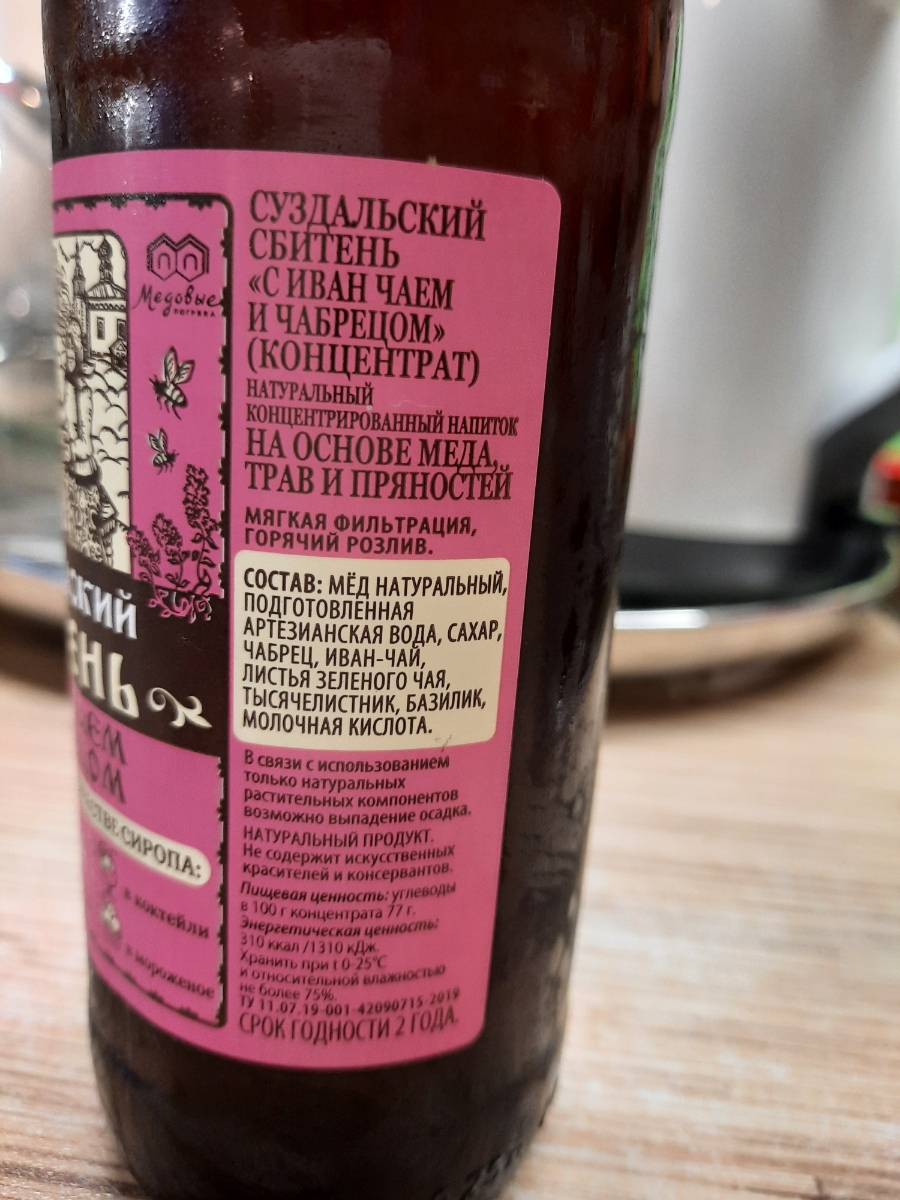 Медовые
ПОГРЕБА
СКИЙ
ЕНЬ
СИРОПА:
в коктейли
в мороженое
СУЗДАЛЬСКИЙ
СБИТЕНЬ
«С ИВАН ЧАЕМ
И ЧАБРЕЦОМ»
(КОНЦЕНТРАТ)
НАТУРАЛЬНЫЙ
КОНЦЕНТРИРОВАННЫЙ НАПИТОК
НА ОСНОВЕ МЕДА,
ТРАВ И ПРЯНОСТЕЙ
МЯГКАЯ ФИЛЬТРАЦИЯ,
ГОРЯЧИЙ РОЗЛИВ.
СОСТАВ: МЁД НАТУРАЛЬНЫЙ,
ПОДГОТОВЛЕННАЯ
АРТЕЗИАНСКАЯ ВОДА, САХАР,
ЧАБРЕЦ, ИВАН-ЧАЙ,
ЛИСТЬЯ ЗЕЛЕНОГО ЧАЯ,
ТЫСЯЧЕЛИСТНИК, БАЗИЛИК,
МОЛОЧНАЯ КИСЛОТА.
В связи с использованием
только натуральных
растительных компонентов
возможно выпадение осадка.
НАТУРАЛЬНЫЙ ПРОДУКТ.
Не содержит искусственных
красителей и консервантов.
Пищевая ценность: углеводы
в 100 г концентрата 77 г.
Энергетическая ценность:
310 ккал /1310 кДж.
Хранить при t 0-25°C
и относительной влажностью
не более 75%.
ТУ 11.07.19-001-42090715-2019
СРОК ГОДНОСТИ 2 ГОДА.